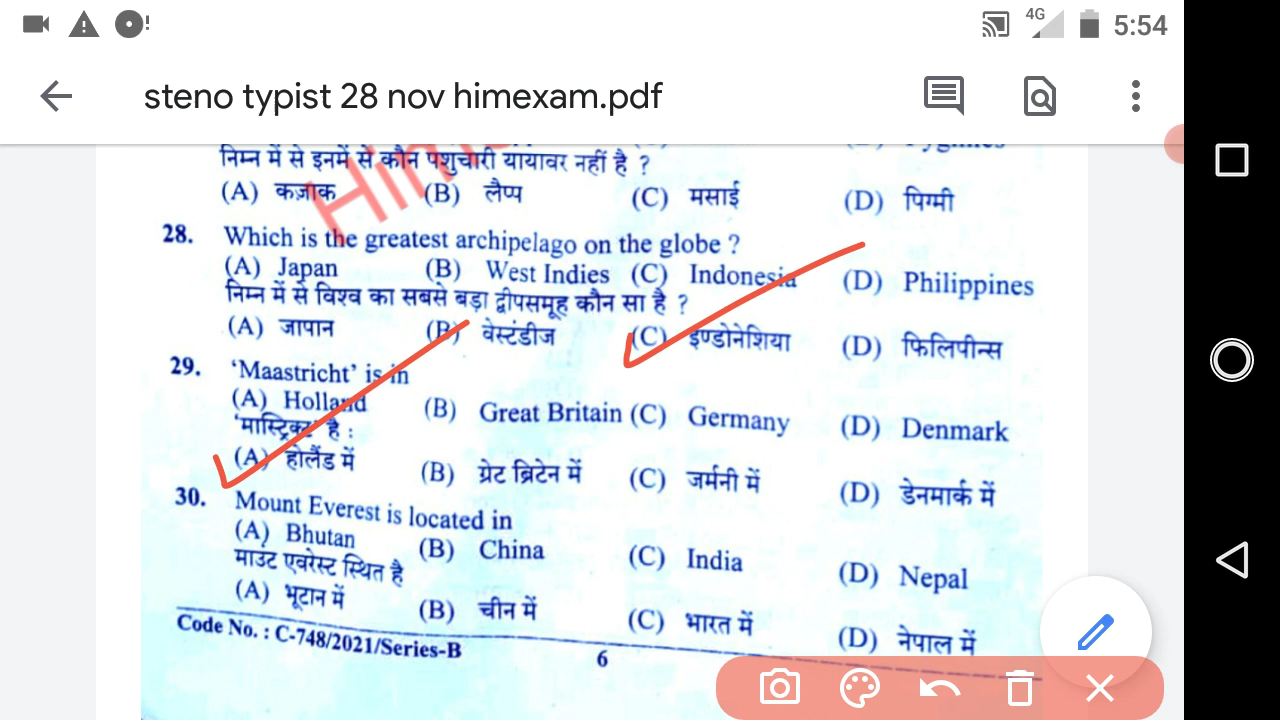 4G 5:54
steno typist 28 nov himexam.pdf
निम्न में से इनमें से कौन पशुचारी यायावर नहीं है ?
(A) कज़ाक (B) लैप्प (C) मसाई (D) पिग्मी
28. Which is the greatest archipelago on the globe ?
(A) Japan (B) West Indies (C) Indonesia (D) Philippines
निम्न में से विश्व का सबसे बड़ा द्वीपसमूह कौन सा है ?
(A) जापान (B) वेस्टंडीज (C) इण्डोनेशिया (D) फिलिपीन्स
29. 'Maastricht' is in
(A) Holland (B) Great Britain (C) Germany (D) Denmark
'मास्ट्रिक्ट' है :
(A) होलैंड में (B) ग्रेट ब्रिटेन में (C) जर्मनी में (D) डेनमार्क में
30. Mount Everest is located in
(A) Bhutan (B) China (C) India (D) Nepal
माउंट एवरेस्ट स्थित है
(A) भूटान में (B) चीन में (C) भारत में (D) नेपाल में
Code No. : C-748/2021/Series-B 6